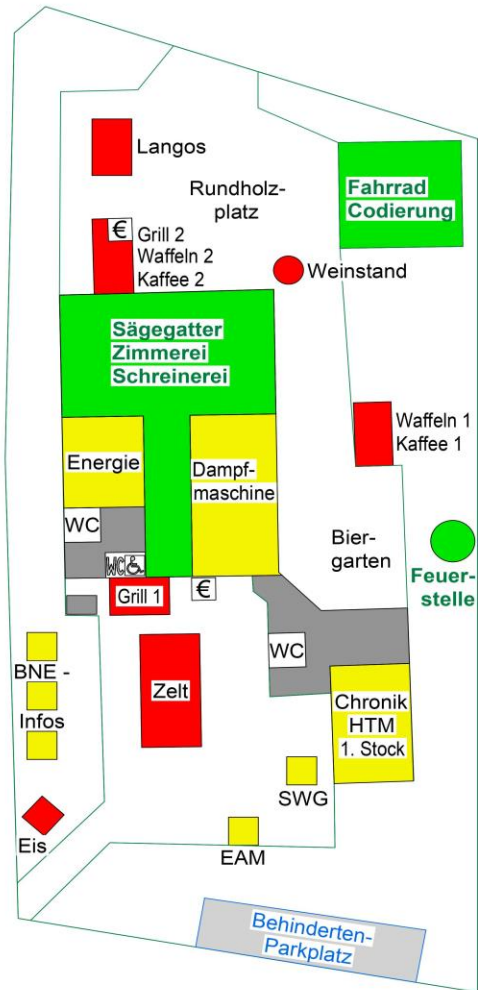 Langos
Rundholz-
platz
Fahrrad
Codierung
€
Grill 2
Waffeln 2
Kaffee 2
Weinstand
Sägegatter
Zimmerei
Schreinerei
Waffeln 1
Kaffee 1
Energie
Dampf-
maschine
WC
WC
Bier-
garten
Feuer-
stelle
Grill 1
€
WC
BNE -
Infos
Zelt
Chronik
HTM
1. Stock
SWG
Eis
EAM
Behinderten-
Parkplatz